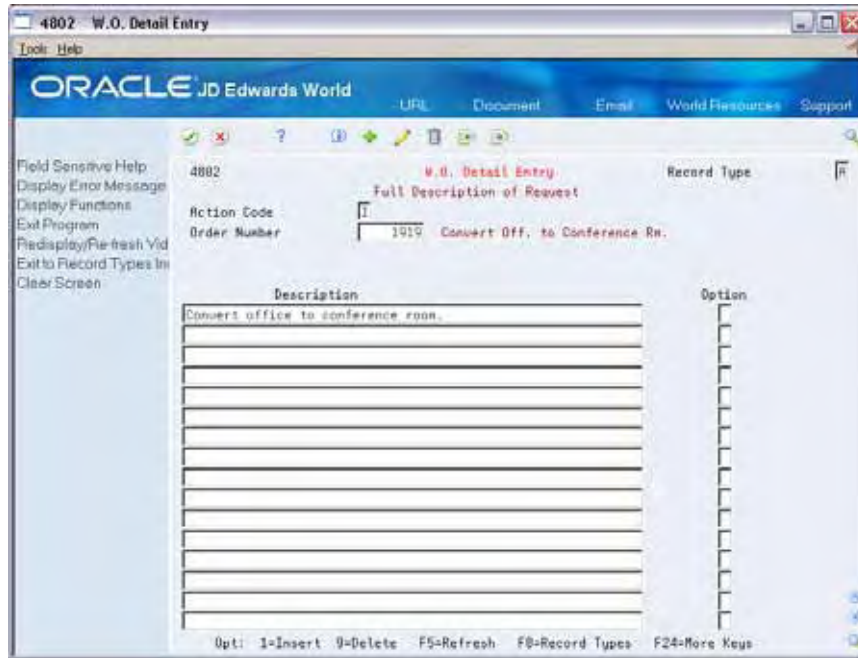 4802 W.O. Detail Entry
Tools Help
ORACLE JD Edwards World
URL Document Email World Resources Support
Field Sensitive Help
Display Error Message
Display Functions
Exit Program
Redisplay/Re-fresh Vid
Exit to Record Types In
Clear Screen
4802 W.O. Detail Entry Record Type A
Full Description of Request
Action Code I
Order Number 1919 Convert Off. to Conference Rm.
Description Option
Convert office to conference room.
Opt: 1=Insert 9=Delete F5=Refresh F8=Record Types F24=More Keys